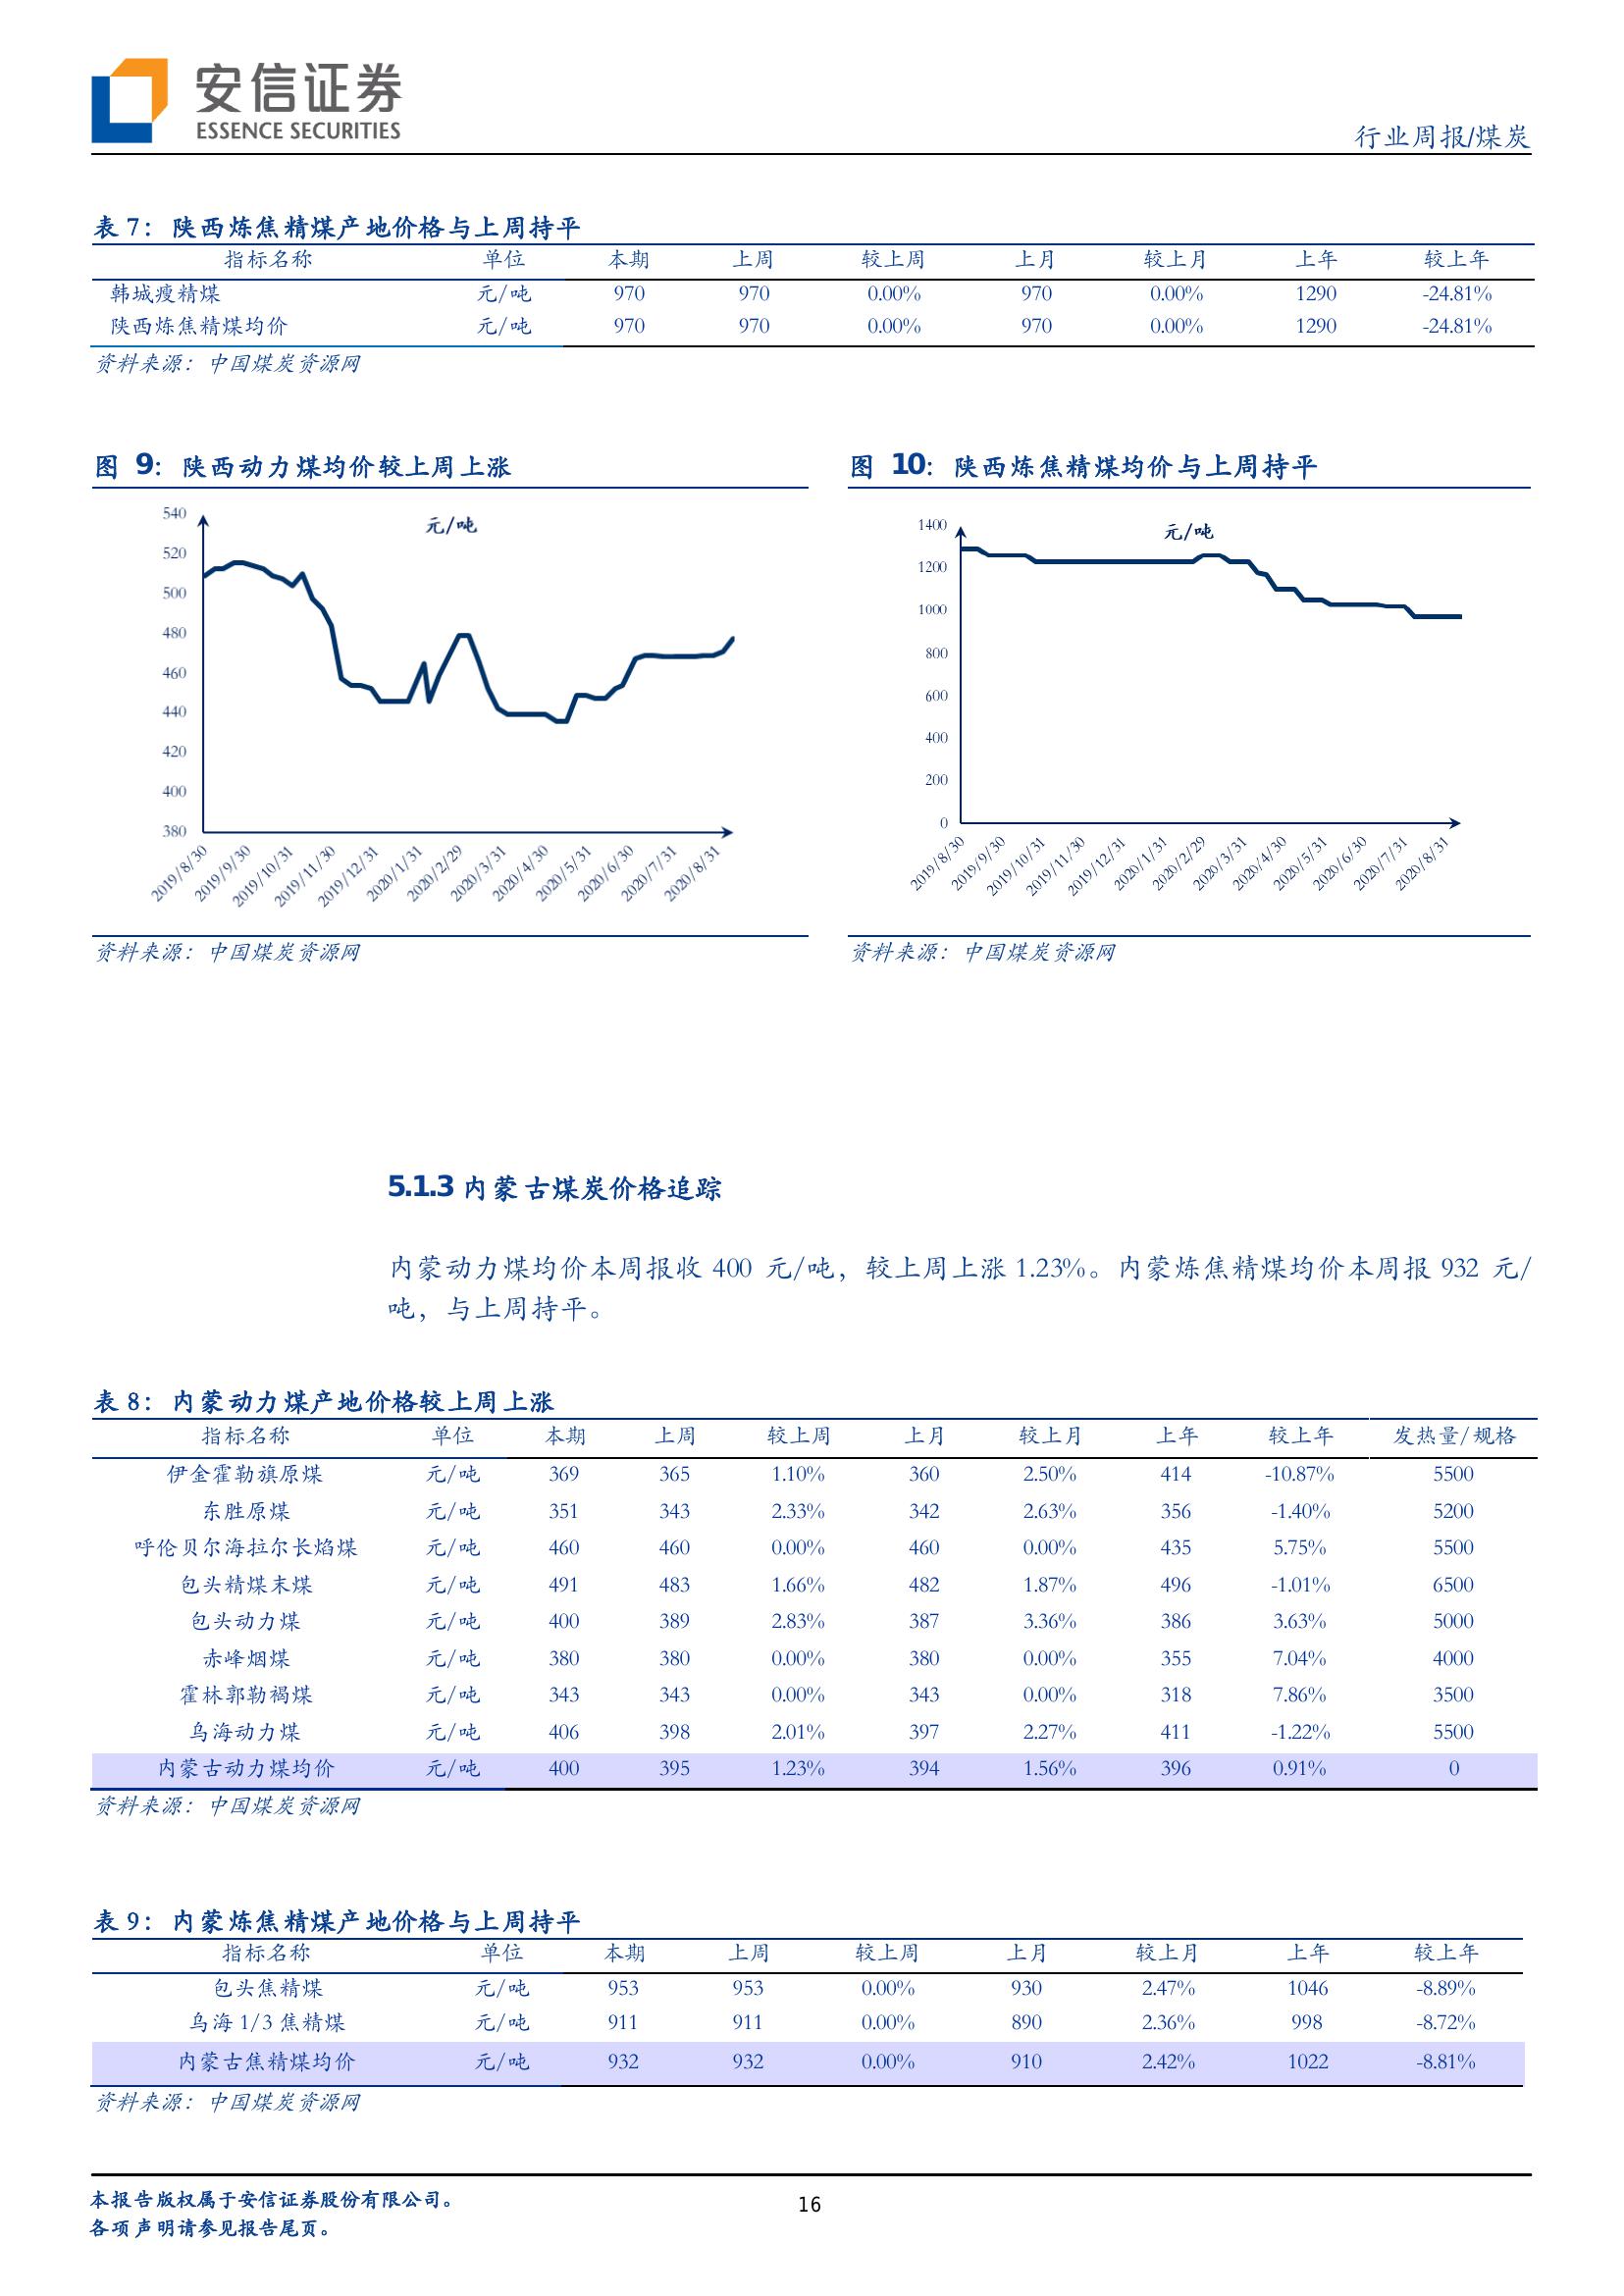 安信证券
ESSENCE SECURITIES
行业周报/煤炭
表 7：陕西炼焦精煤产地价格与上周持平
指标名称 单位 本期 上周 较上周 上月 较上月 上年 较上年
韩城瘦精煤 元/吨 970 970 0.00% 970 0.00% 1290 -24.81%
陕西炼焦精煤均价 元/吨 970 970 0.00% 970 0.00% 1290 -24.81%
资料来源：中国煤炭资源网
图 9：陕西动力煤均价较上周上涨
元/吨
540
520
500
480
460
440
420
400
380
2019/8/30 2019/9/30 2019/10/31 2019/11/30 2019/12/31 2020/1/31 2020/2/29 2020/3/31 2020/4/30 2020/5/31 2020/6/30 2020/7/31 2020/8/31
资料来源：中国煤炭资源网
图 10：陕西炼焦精煤均价与上周持平
元/吨
1400
1200
1000
800
600
400
200
0
2019/8/30 2019/9/30 2019/10/31 2019/11/30 2019/12/31 2020/1/31 2020/2/29 2020/3/31 2020/4/30 2020/5/31 2020/6/30 2020/7/31 2020/8/31
资料来源：中国煤炭资源网
5.1.3 内蒙古煤炭价格追踪
内蒙动力煤均价本周报收 400 元/吨，较上周上涨 1.23%。内蒙炼焦精煤均价本周报 932 元/
吨，与上周持平。
表 8：内蒙动力煤产地价格较上周上涨
指标名称 单位 本期 上周 较上周 上月 较上月 上年 较上年 发热量/规格
伊金霍勒旗原煤 元/吨 369 365 1.10% 360 2.50% 414 -10.87% 5500
东胜原煤 元/吨 351 343 2.33% 342 2.63% 356 -1.40% 5200
呼伦贝尔海拉尔长焰煤 元/吨 460 460 0.00% 460 0.00% 435 5.75% 5500
包头精煤末煤 元/吨 491 483 1.66% 482 1.87% 496 -1.01% 6500
包头动力煤 元/吨 400 389 2.83% 387 3.36% 386 3.63% 5000
赤峰烟煤 元/吨 380 380 0.00% 380 0.00% 355 7.04% 4000
霍林郭勒褐煤 元/吨 343 343 0.00% 343 0.00% 318 7.86% 3500
乌海动力煤 元/吨 406 398 2.01% 397 2.27% 411 -1.22% 5500
内蒙古动力煤均价 元/吨 400 395 1.23% 394 1.56% 396 0.91% 0
资料来源：中国煤炭资源网
表 9：内蒙炼焦精煤产地价格与上周持平
指标名称 单位 本期 上周 较上周 上月 较上月 上年 较上年
包头焦精煤 元/吨 953 953 0.00% 930 2.47% 1046 -8.89%
乌海 1/3 焦精煤 元/吨 911 911 0.00% 890 2.36% 998 -8.72%
内蒙古焦精煤均价 元/吨 932 932 0.00% 910 2.42% 1022 -8.81%
资料来源：中国煤炭资源网
本报告版权属于安信证券股份有限公司。
各项声明请参见报告尾页。
16